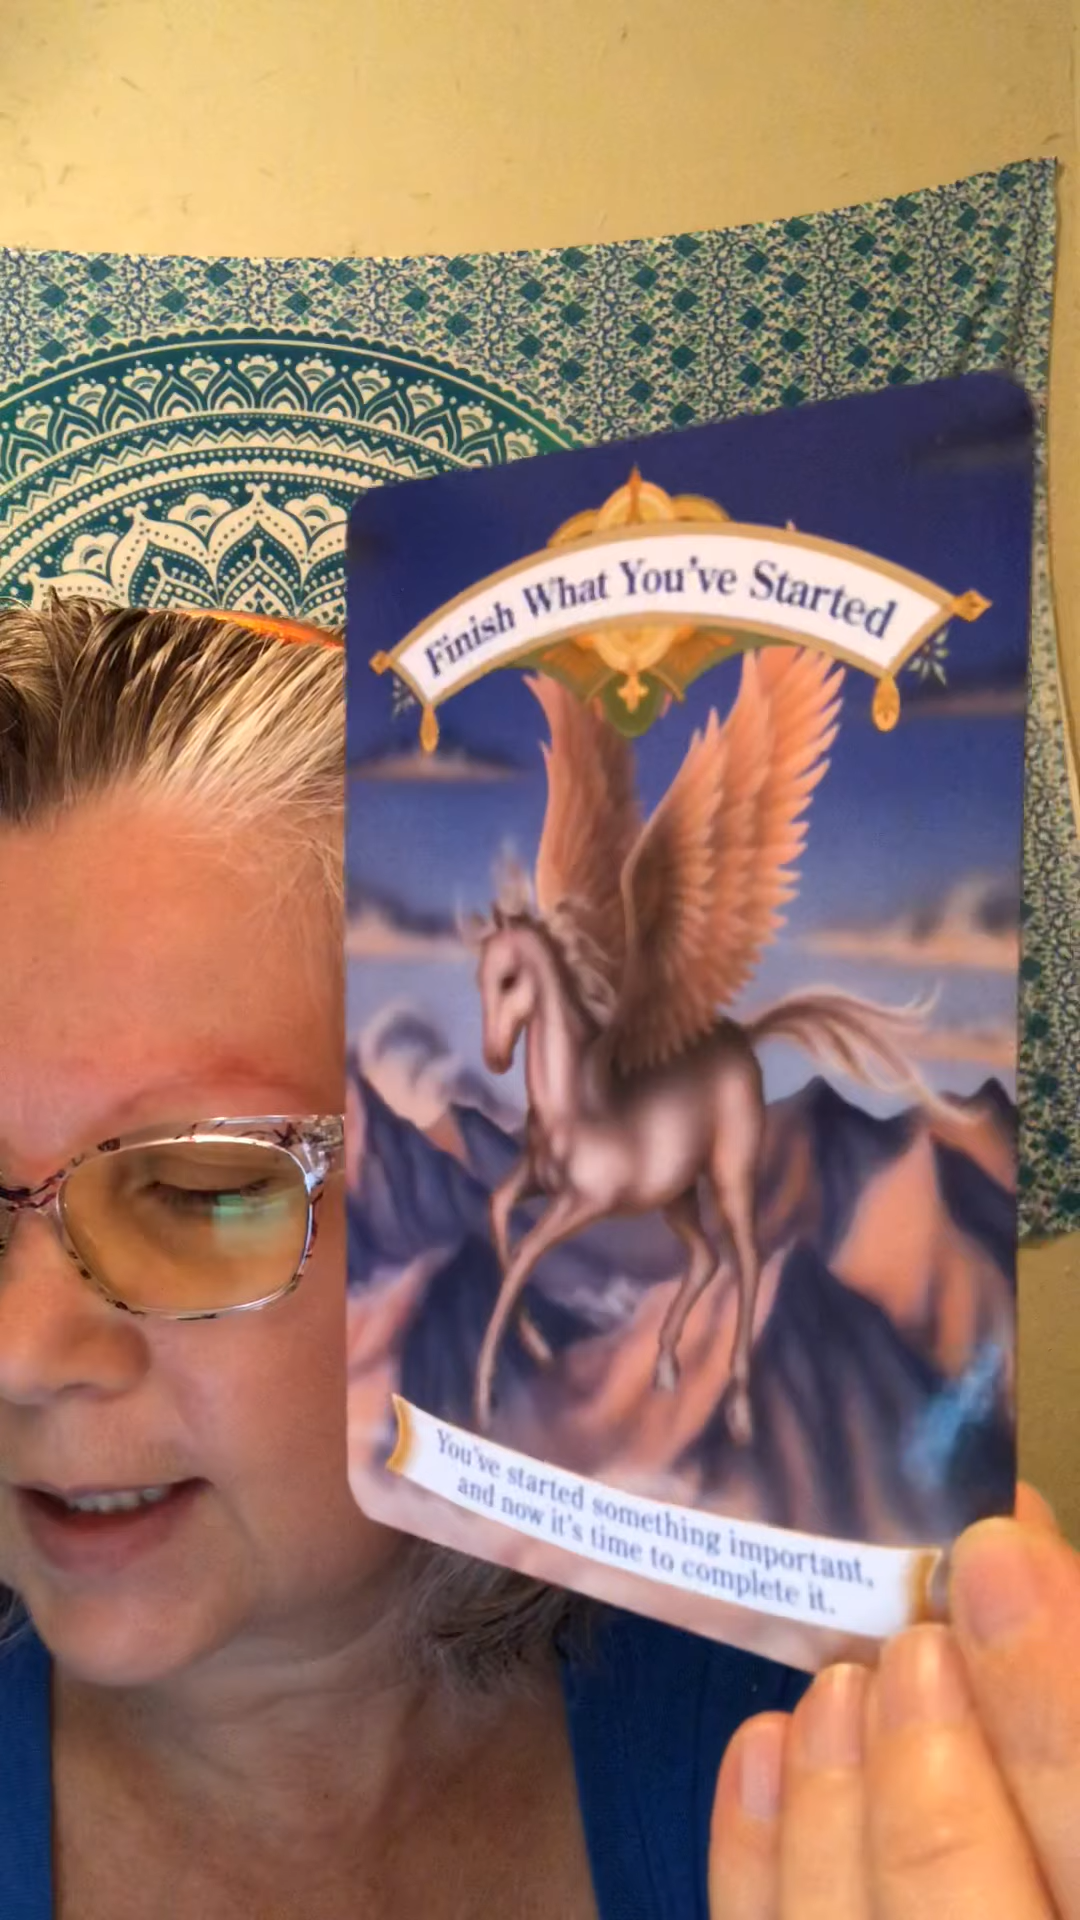 Finish What You've Started
You've started something important,
and now it's time to complete it.